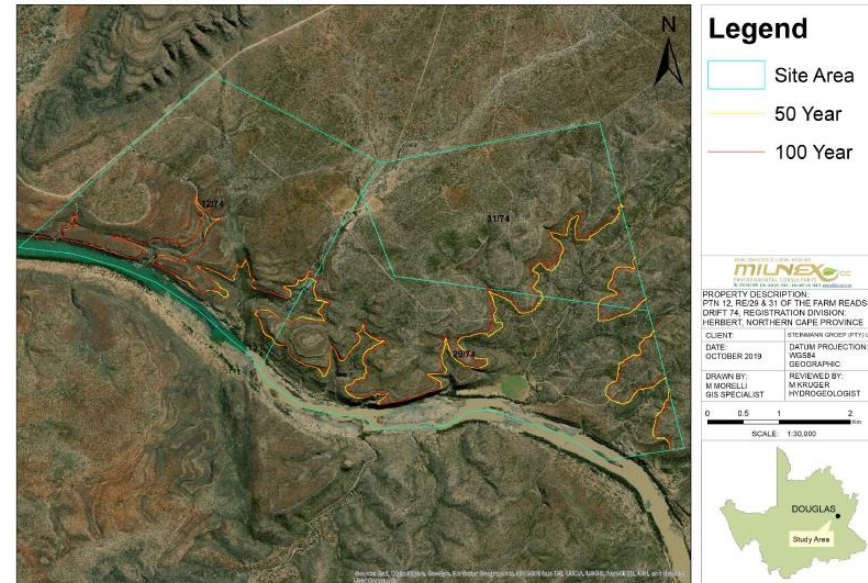 N
12/74
31/74
29/74
Legend
Site Area
50 Year
100 Year
MILNEX CC
ENVIRONMENTAL CONSULTANTS
PROPERTY DESCRIPTION:
PTN 12, RE/29 & 31 OF THE FARM READS
DRIFT 74, REGISTRATION DIVISION:
HERBERT, NORTHERN CAPE PROVINCE
CLIENT: STEINMANN GROEP (PTY) L
DATE:
OCTOBER 2019
DATUM PROJECTION:
WGS84
GEOGRAPHIC
DRAWN BY:
M MORELLI
GIS SPECIALIST
REVIEWED BY:
M KRUGER
HYDROGEOLOGIST
0 0.5 1 2
Km
SCALE: 1:30,000
DOUGLAS
Study Area